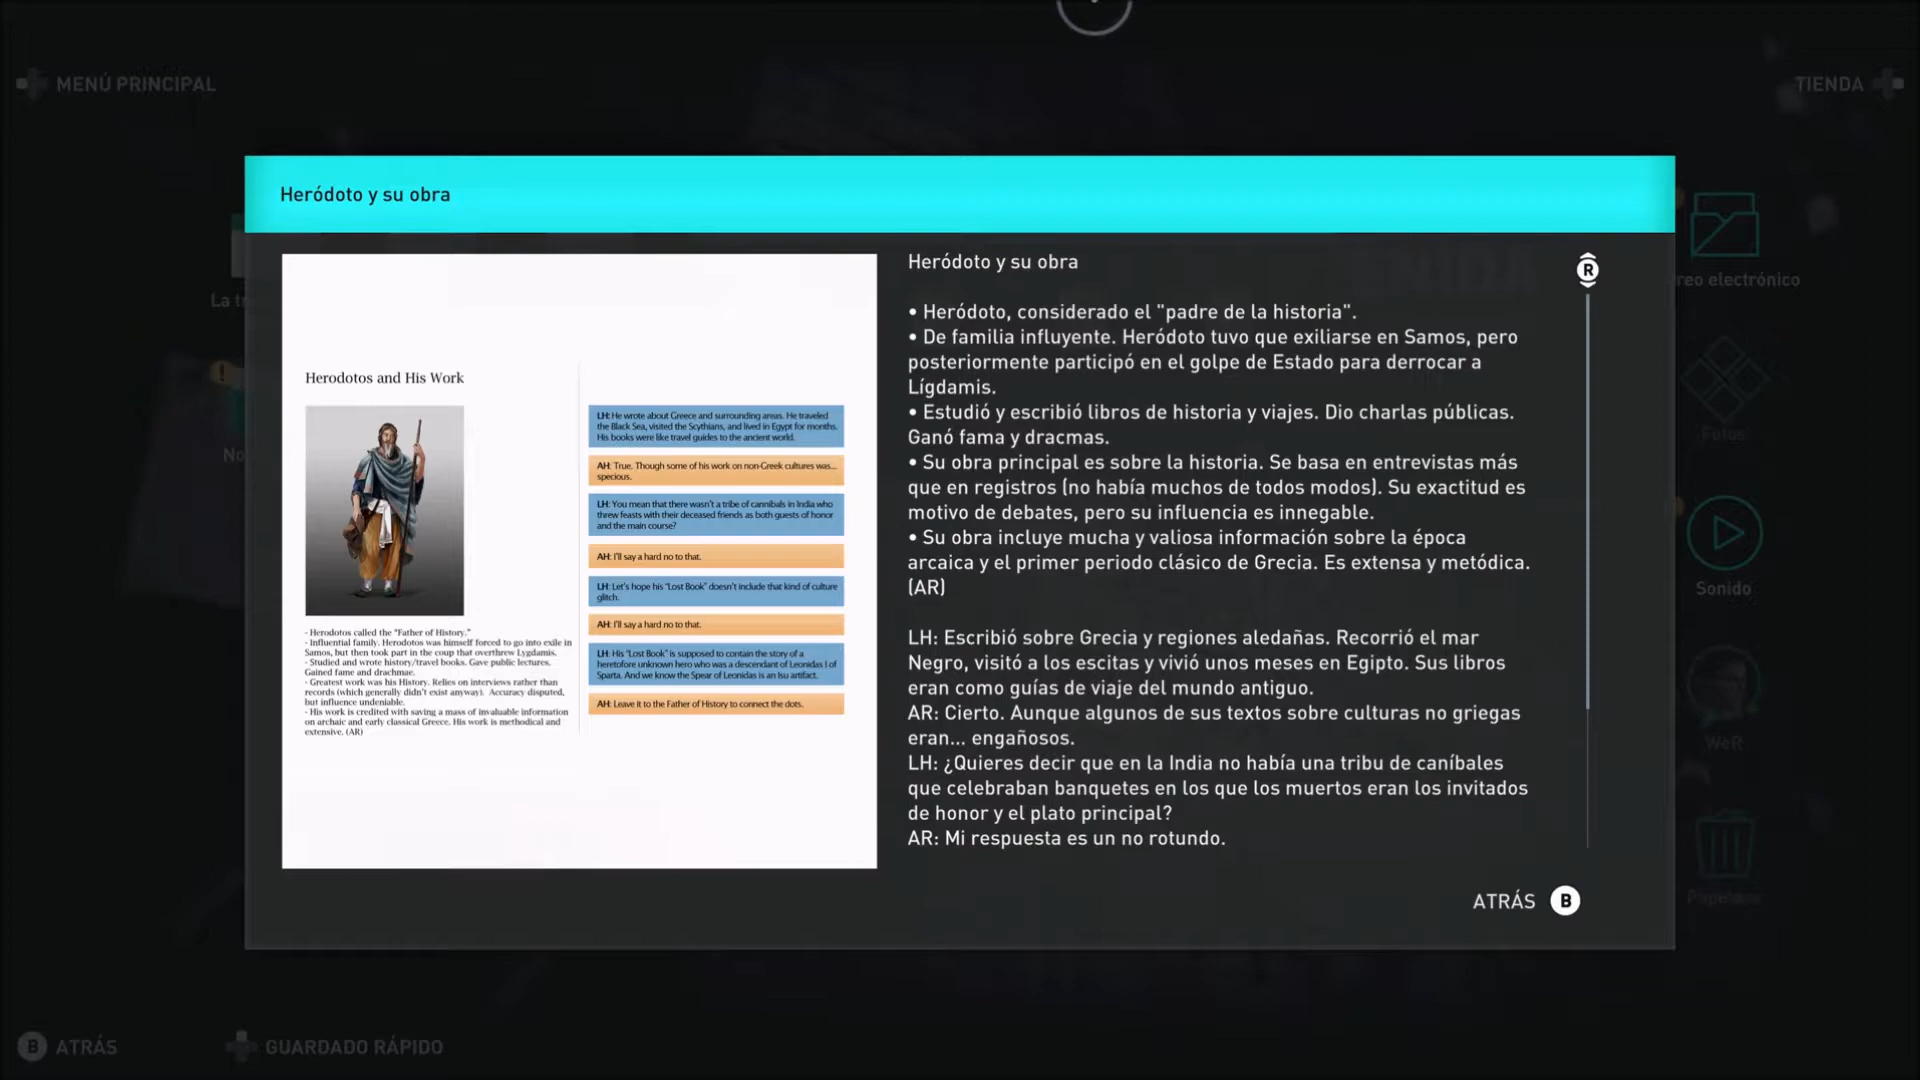 MENÚ PRINCIPAL
TIENDA
Heródoto y su obra
Herodotos and His Work
- Herodotos called the "Father of History."
- Influential family. Herodotos was himself forced to go into exile in
Samos, but then took part in the coup that overthrew Lygdamis.
- Studied and wrote history/travel books. Gave public lectures.
Gained fame and drachmae.
- Greatest work was his History. Relies on interviews rather than
records (which generally didn't exist anyway). Accuracy disputed,
but influence undeniable.
- His work is credited with saving a mass of invaluable information
on archaic and early classical Greece. His work is methodical and
extensive. (AR)
LH: He wrote about Greece and surrounding areas. He traveled
the Black Sea, visited the Scythians, and lived in Egypt for months.
His books were like travel guides to the ancient world.
AH: True. Though some of his work on non-Greek cultures was...
specious.
LH: You mean that there wasn't a tribe of cannibals in India who
threw feasts with their deceased friends as both guests of honor
and the main course?
AH: I'll say a hard no to that.
LH: Let's hope his "Lost Book" doesn't include that kind of culture
glitch.
AH: I'll say a hard no to that.
LH: His "Lost Book" is supposed to contain the story of a
heretofore unknown hero who was a descendant of Leonidas I of
Sparta. And we know the Spear of Leonidas is an Isu artifact.
AH: Leave it to the Father of History to connect the dots.
Heródoto y su obra
• Heródoto, considerado el "padre de la historia".
• De familia influyente. Heródoto tuvo que exiliarse en Samos, pero
posteriormente participó en el golpe de Estado para derrocar a
Lígdamis.
• Estudió y escribió libros de historia y viajes. Dio charlas públicas.
Ganó fama y dracmas.
• Su obra principal es sobre la historia. Se basa en entrevistas más
que en registros (no había muchos de todos modos). Su exactitud es
motivo de debates, pero su influencia es innegable.
• Su obra incluye mucha y valiosa información sobre la época
arcaica y el primer periodo clásico de Grecia. Es extensa y metódica.
(AR)
LH: Escribió sobre Grecia y regiones aledañas. Recorrió el mar
Negro, visitó a los escitas y vivió unos meses en Egipto. Sus libros
eran como guías de viaje del mundo antiguo.
AR: Cierto. Aunque algunos de sus textos sobre culturas no griegas
eran... engañosos.
LH: ¿Quieres decir que en la India no había una tribu de caníbales
que celebraban banquetes en los que los muertos eran los invitados
de honor y el plato principal?
AR: Mi respuesta es un no rotundo.
R
ATRÁS B
La tr
No
reo electrónico
Fotos
Sonido
WeR
Papelera
B ATRÁS
GUARDADO RÁPIDO